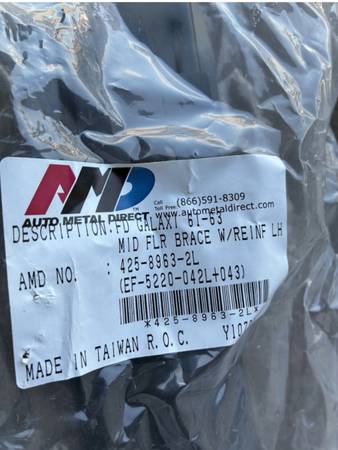 AMD
Call Toll Free (866)591-8309
AUTO METAL DIRECT www.autometaldirect.com
DESCRIPTION:FD GALAXY 61-63
MID FLR BRACE W/REINF LH
AMD NO. : 425-8963-2L
(EF-5220-042L+043)
*425-8963-2L*
MADE IN TAIWAN R.O.C.